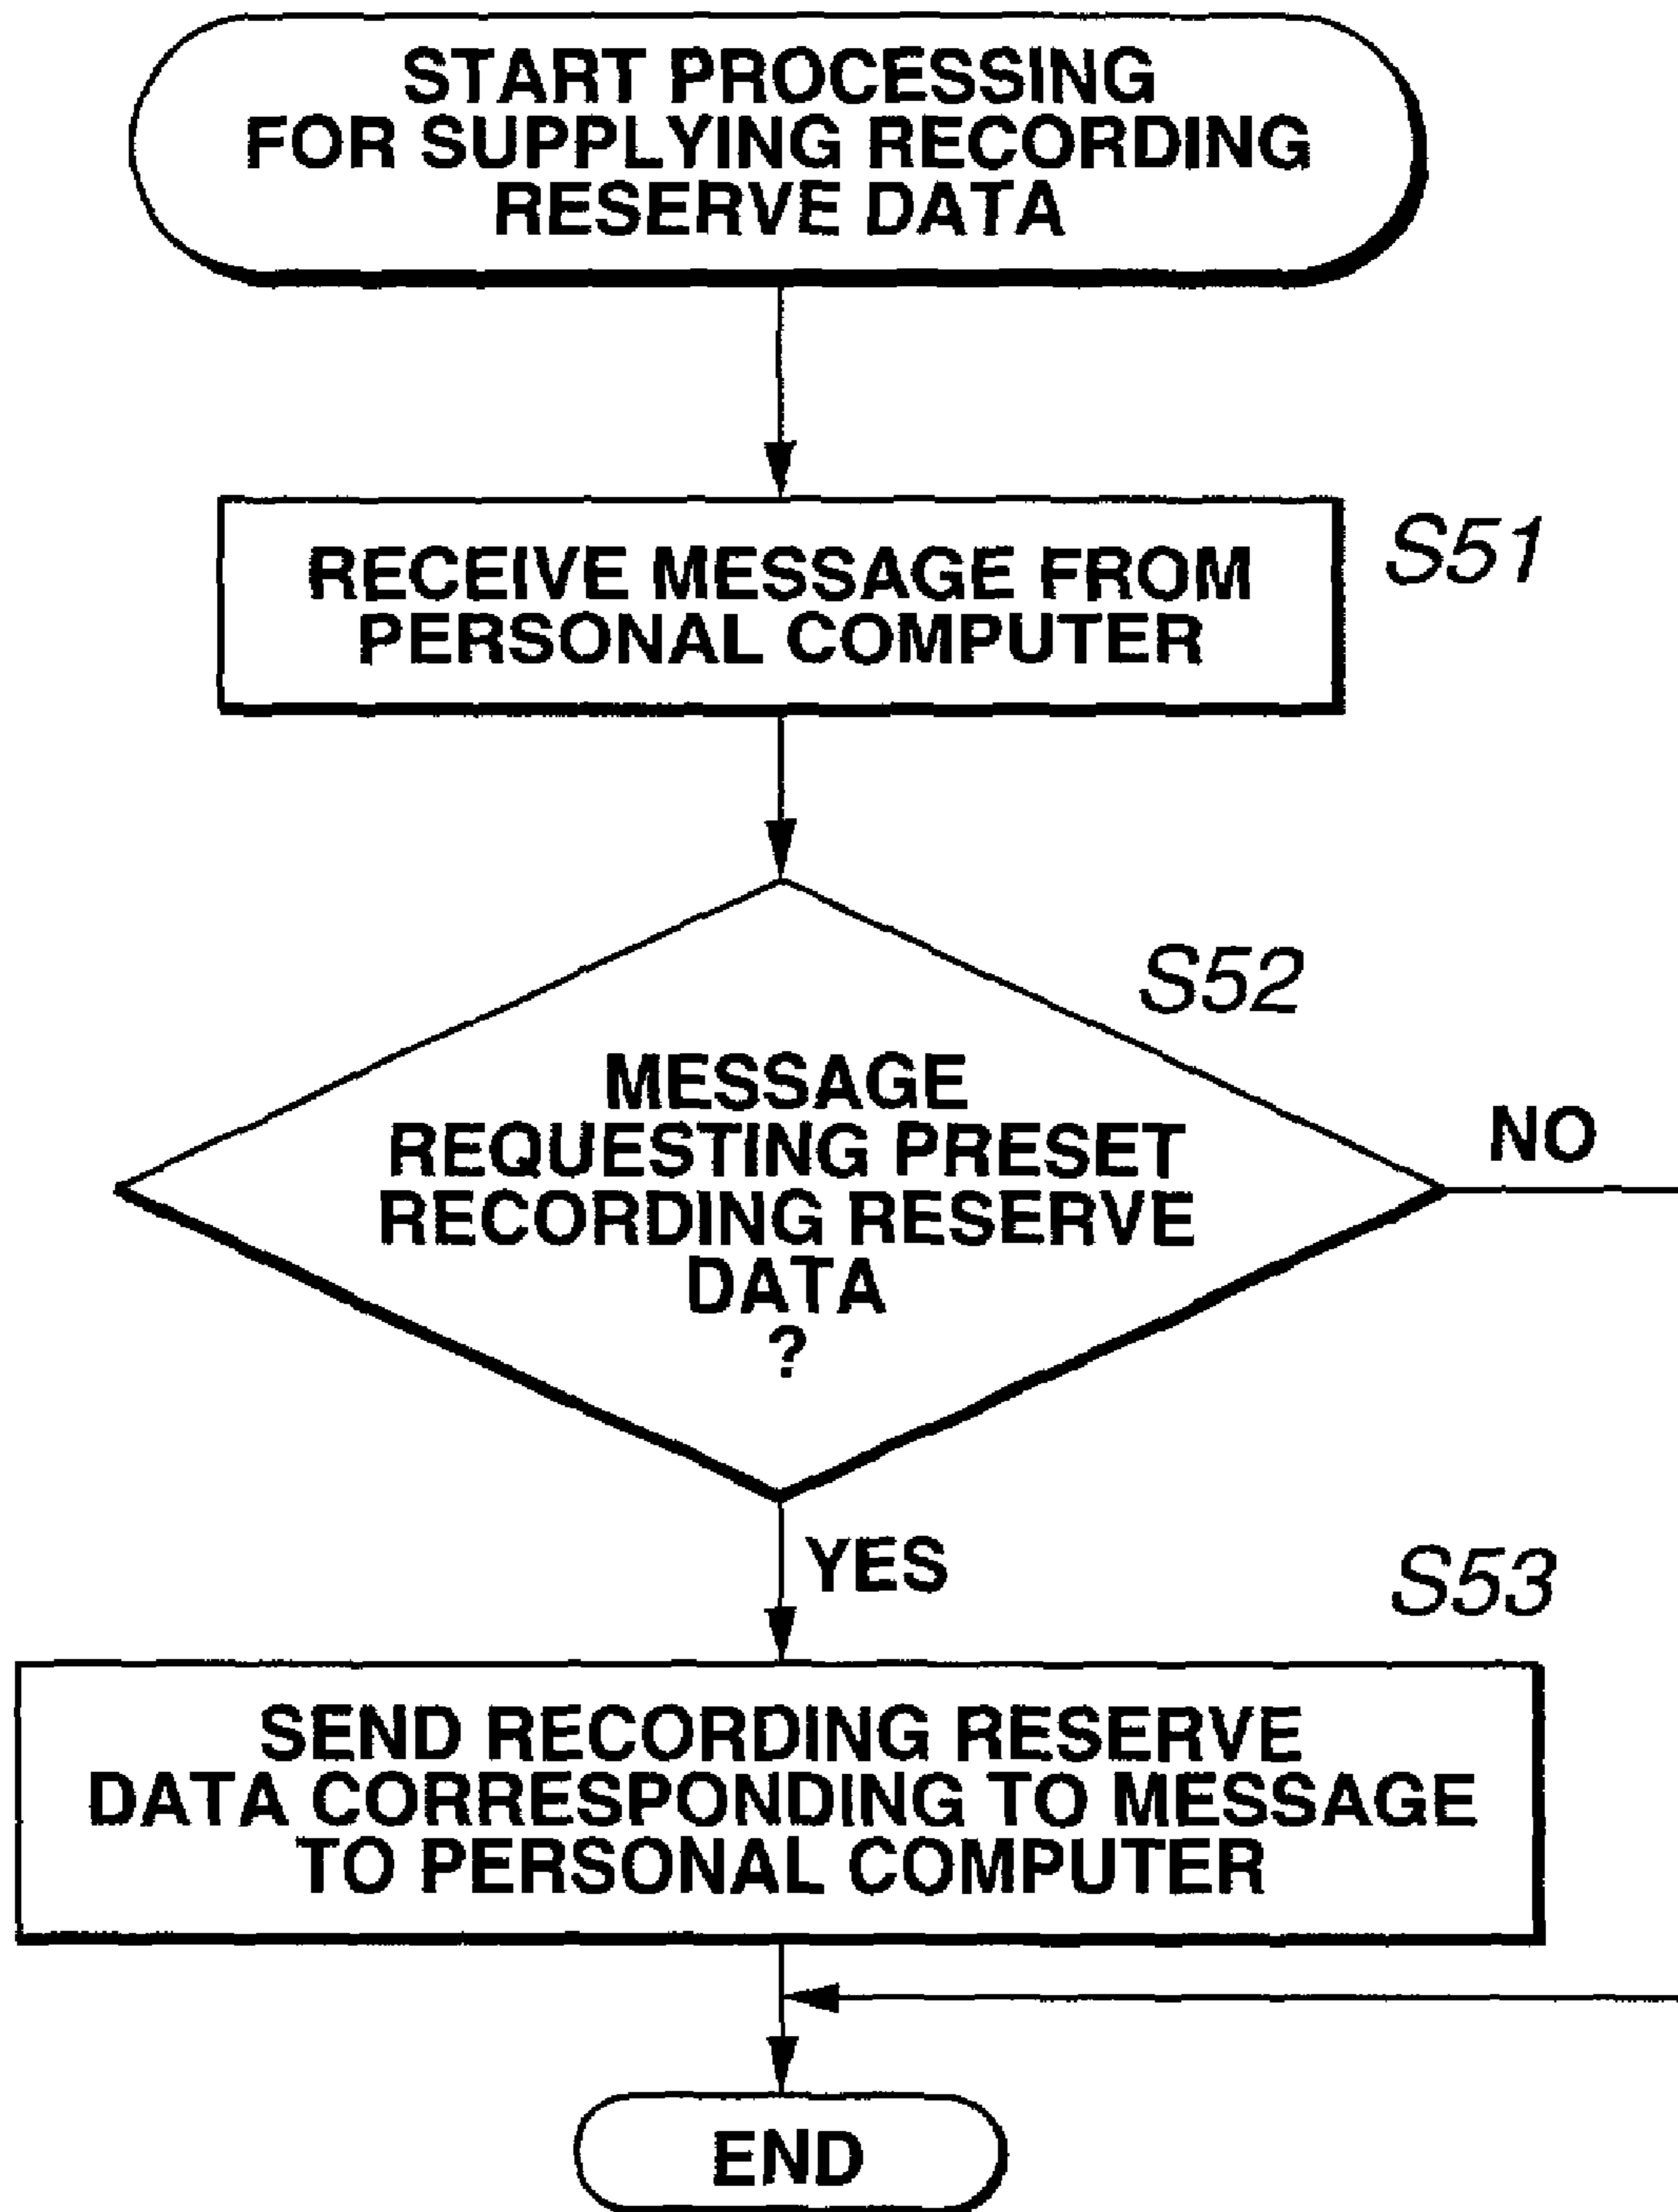 START PROCESSING
FOR SUPPLYING RECORDING
RESERVE DATA
RECEIVE MESSAGE FROM
PERSONAL COMPUTER
S51
S52
MESSAGE
REQUESTING PRESET
RECORDING RESERVE
DATA
?
NO
YES
S53
SEND RECORDING RESERVE
DATA CORRESPONDING TO MESSAGE
TO PERSONAL COMPUTER
END